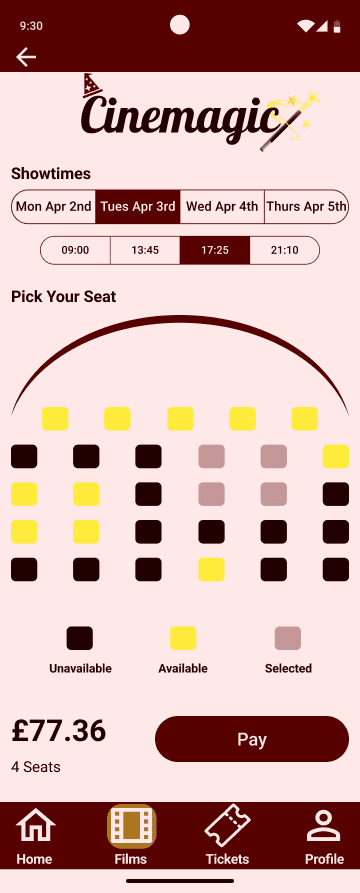 9:30
Cinemagic
Showtimes
Mon Apr 2nd Tues Apr 3rd Wed Apr 4th Thurs Apr 5th
09:00 13:45 17:25 21:10
Pick Your Seat
Unavailable Available Selected
£77.36
Pay
4 Seats
Home Films Tickets Profile